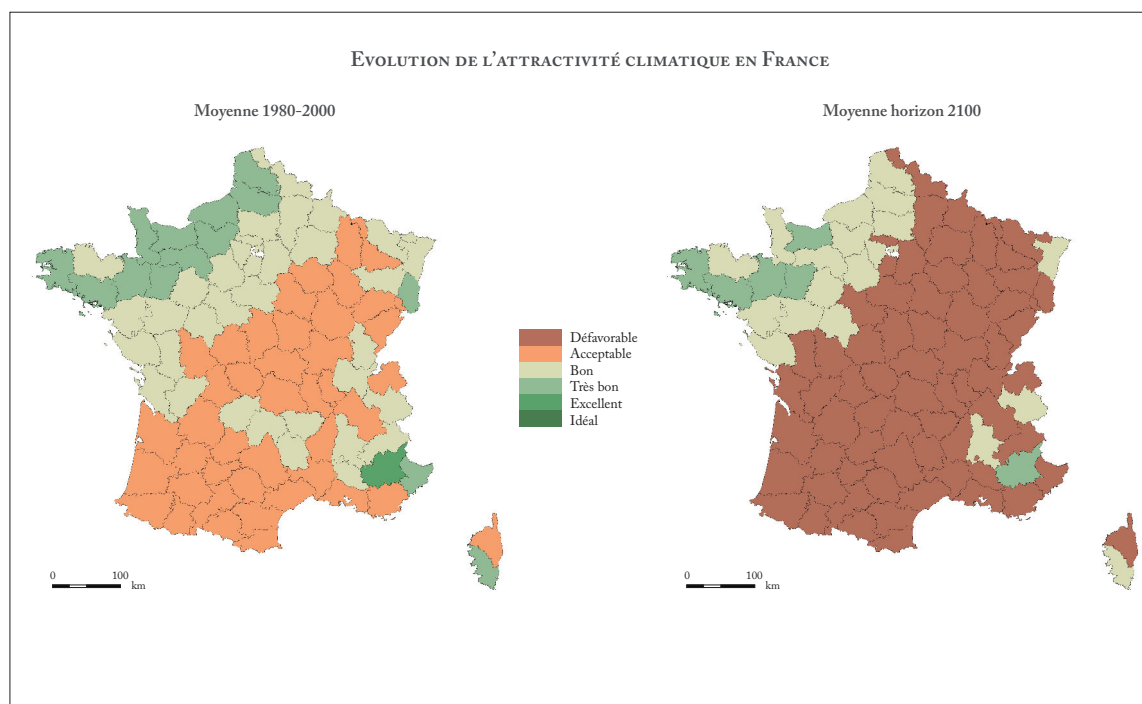 Evolution de l'attractivité climatique en France
Moyenne 1980-2000
Moyenne horizon 2100
Défavorable
Acceptable
Bon
Très bon
Excellent
Idéal
0 100
km
0 100
km